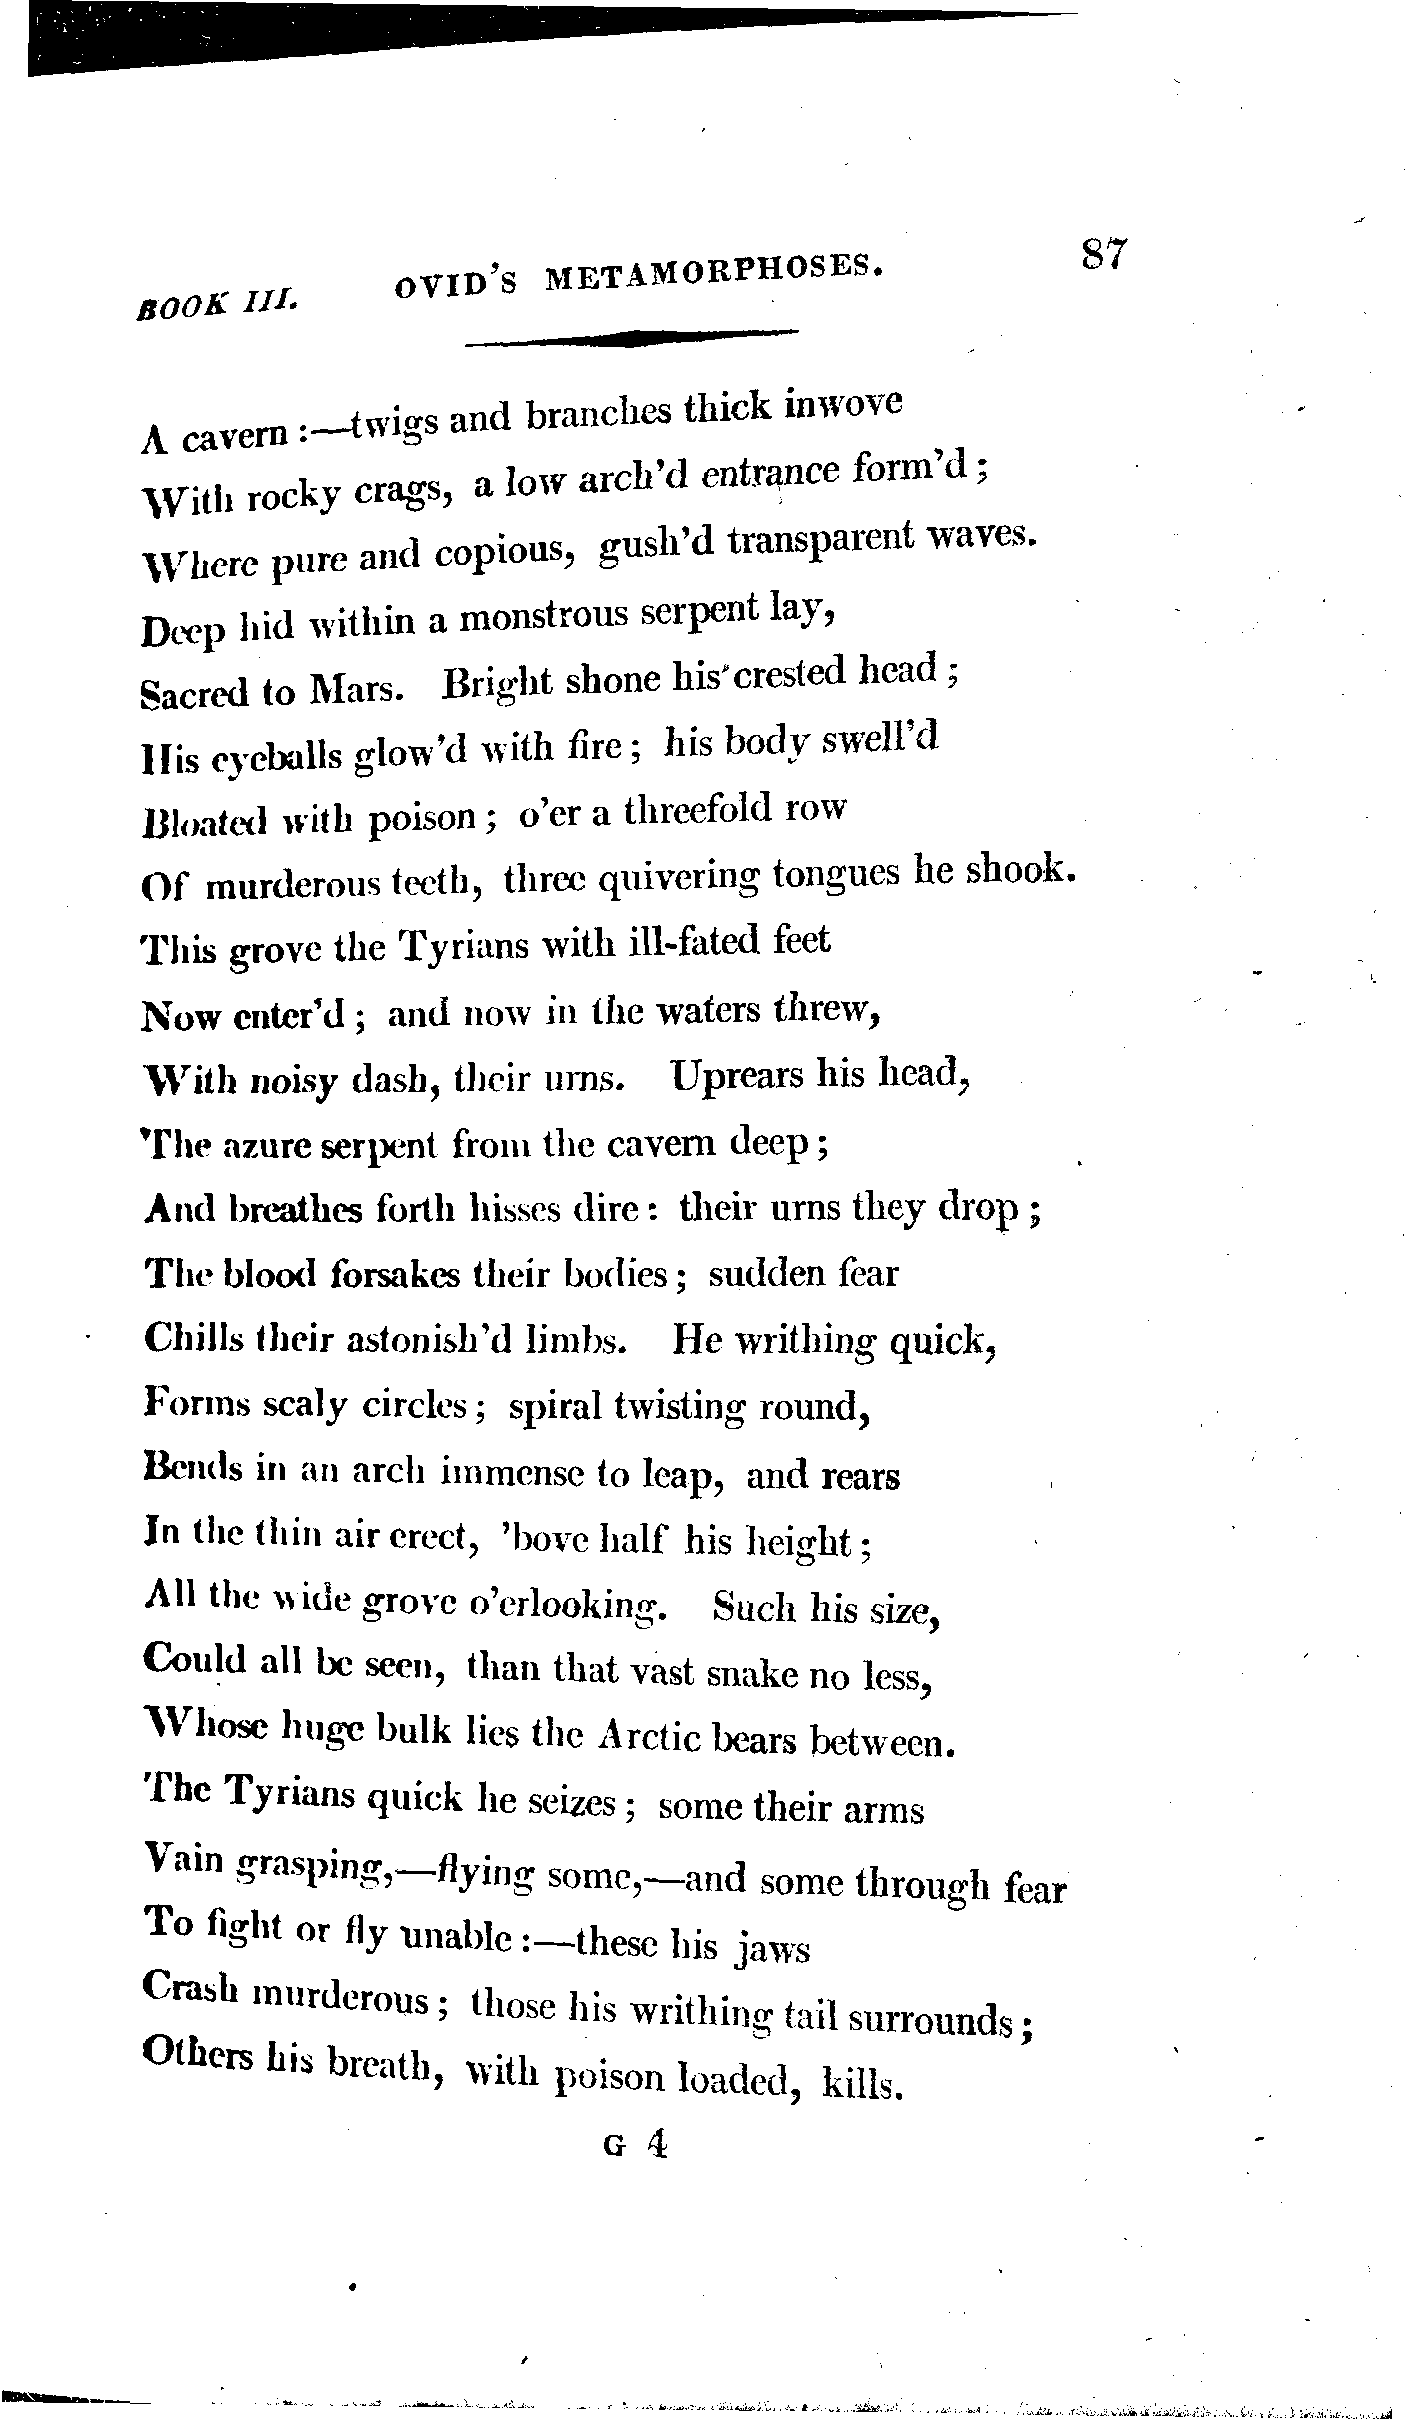 BOOK III. OVID'S METAMORPHOSES. 87
A cavern :—twigs and branches thick inwove
With rocky crags, a low arch'd entrance form'd ;
Where pure and copious, gush'd transparent waves.
Deep hid within a monstrous serpent lay,
Sacred to Mars. Bright shone his crested head ;
His eyeballs glow'd with fire ; his body swell'd
Bloated with poison ; o'er a threefold row
Of murderous teeth, three quivering tongues he shook.
This grove the Tyrians with ill-fated feet
Now enter'd ; and now in the waters threw,
With noisy dash, their urns. Uprears his head,
The azure serpent from the cavern deep ;
And breathes forth hisses dire : their urns they drop ;
The blood forsakes their bodies ; sudden fear
Chills their astonish'd limbs. He writhing quick,
Forms scaly circles ; spiral twisting round,
Bends in an arch immense to leap, and rears
In the thin air erect, 'bove half his height ;
All the wide grove o'erlooking. Such his size,
Could all be seen, than that vast snake no less,
Whose huge bulk lies the Arctic bears between.
The Tyrians quick he seizes ; some their arms
Vain grasping,—flying some,—and some through fear
To fight or fly unable :—these his jaws
Crash murderous ; those his writhing tail surrounds ;
Others his breath, with poison loaded, kills.
G 4